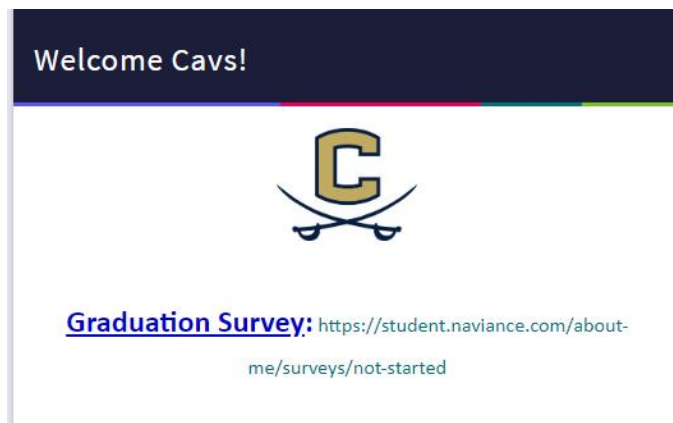 Welcome Cavs!
C
Graduation Survey: https://student.naviance.com/about-
me/surveys/not-started